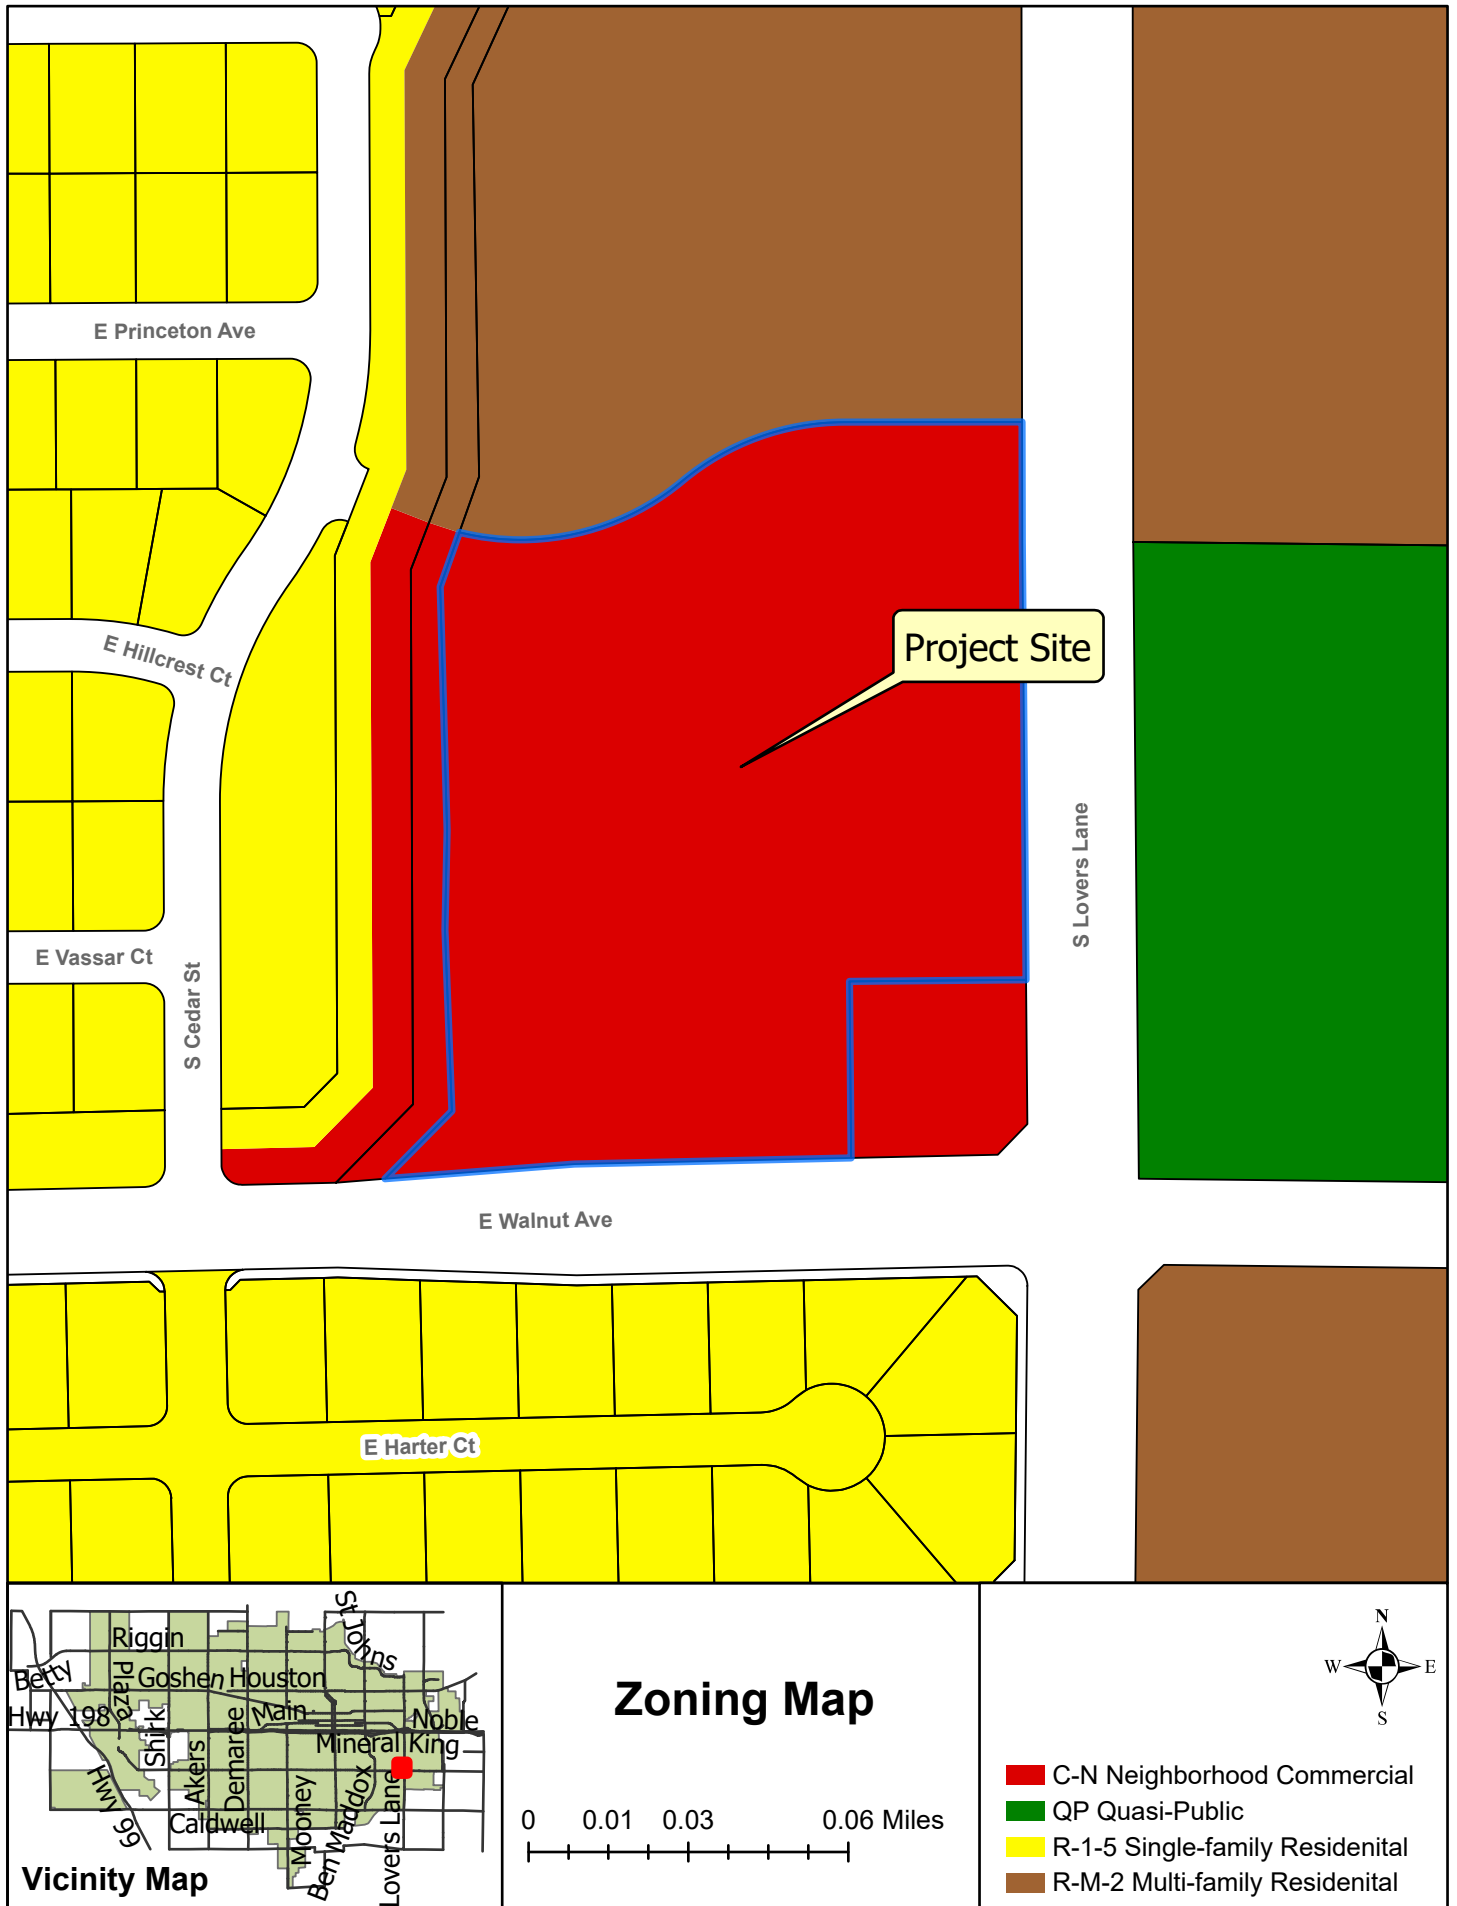 E Princeton Ave
E Hillcrest Ct
Project Site
S Lovers Lane
E Vassar Ct
S Cedar St
E Walnut Ave
E Harter Ct
St Johns
Riggin
Betty
Plaza
Goshen
Houston
Hwy 198
Main
Noble
Shirk
Mineral King
Akers
Demaree
Hwy 99
Mooney
Ben Maddox
Lovers Lane
Caldwell
Vicinity Map
Zoning Map
0 0.01 0.03 0.06 Miles
N
W E
S
C-N Neighborhood Commercial
QP Quasi-Public
R-1-5 Single-family Residenital
R-M-2 Multi-family Residenital